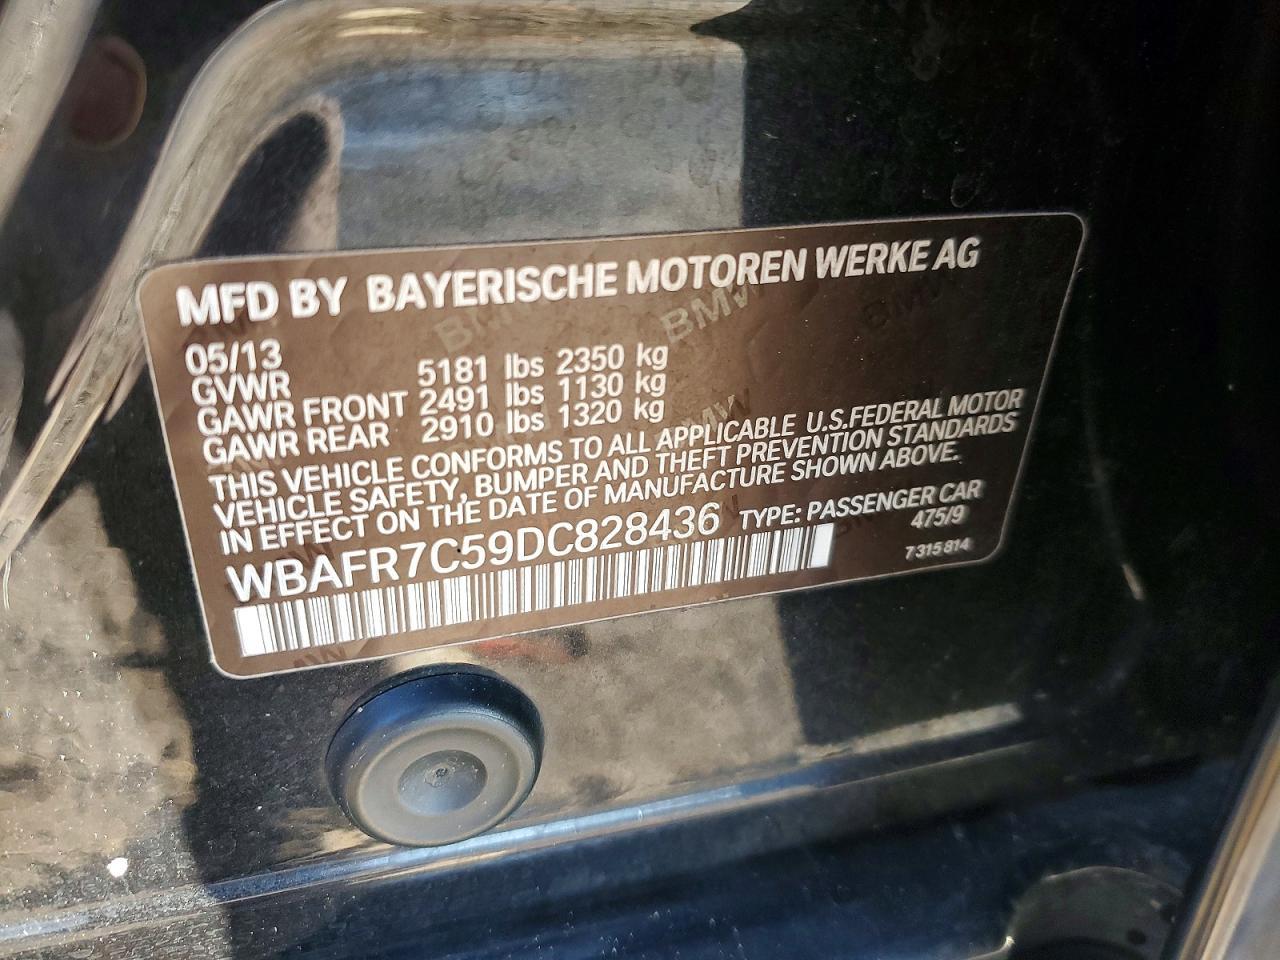 MFD BY BAYERISCHE MOTOREN WERKE AG
05/13
GVWR 5181 lbs 2350 kg
GAWR FRONT 2491 lbs 1130 kg
GAWR REAR 2910 lbs 1320 kg
THIS VEHICLE CONFORMS TO ALL APPLICABLE U.S.FEDERAL MOTOR
VEHICLE SAFETY, BUMPER AND THEFT PREVENTION STANDARDS
IN EFFECT ON THE DATE OF MANUFACTURE SHOWN ABOVE.
WBAFR7C59DC828436 TYPE: PASSENGER CAR
475/9
7 315 814